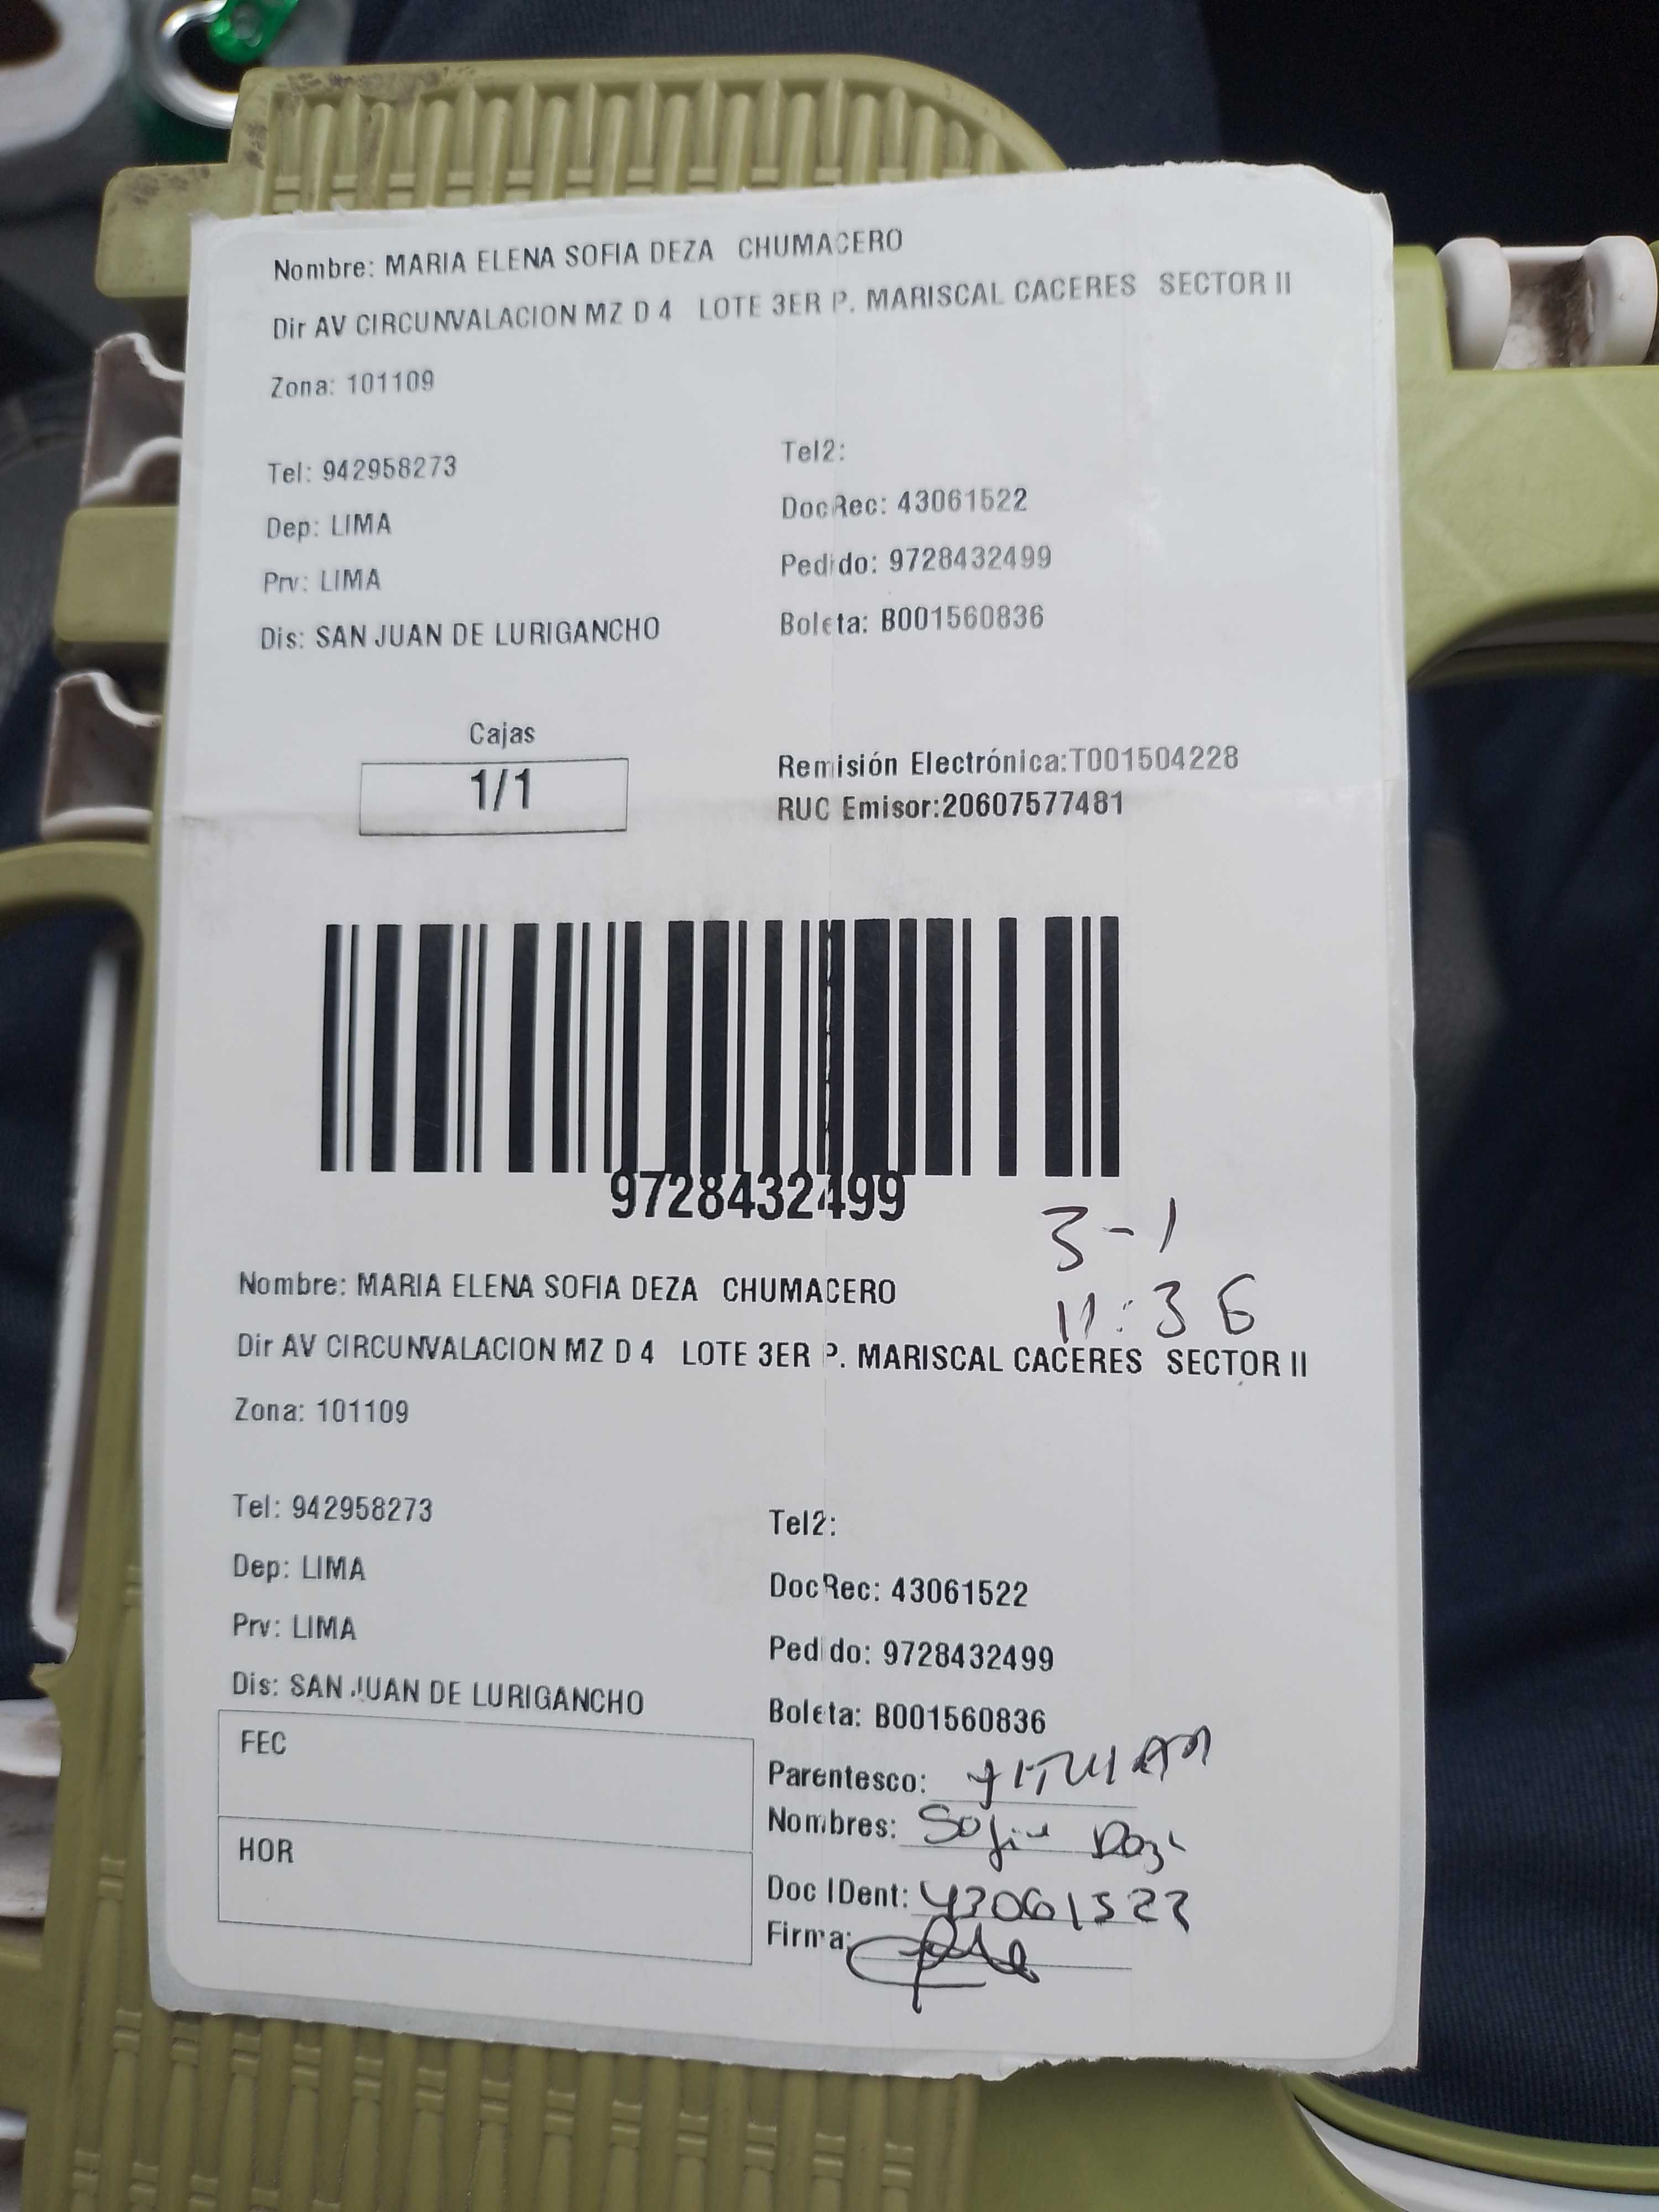 Nombre: MARIA ELENA SOFIA DEZA CHUMACERO
Dir AV CIRCUNVALACION MZ D 4 LOTE 3ER P. MARISCAL CACERES SECTOR II
Zona: 101109
Tel: 942958273
Tel2:
Dep: LIMA
DocRec: 43061522
Prv: LIMA
Pedido: 9728432499
Dis: SAN JUAN DE LURIGANCHO
Boleta: B001560836
Cajas
1/1
Remisión Electrónica:T001504228
RUC Emisor:20607577481
9728432499
3-1
11:36
Nombre: MARIA ELENA SOFIA DEZA CHUMACERO
Dir AV CIRCUNVALACION MZ D 4 LOTE 3ER P. MARISCAL CACERES SECTOR II
Zona: 101109
Tel: 942958273
Tel2:
Dep: LIMA
DocRec: 43061522
Prv: LIMA
Pedido: 9728432499
Dis: SAN JUAN DE LURIGANCHO
Boleta: B001560836
FEC
HOR
Parentesco: TITULAR
Nombres: Sofia Deza
Doc IDent: 43061522
Firma: